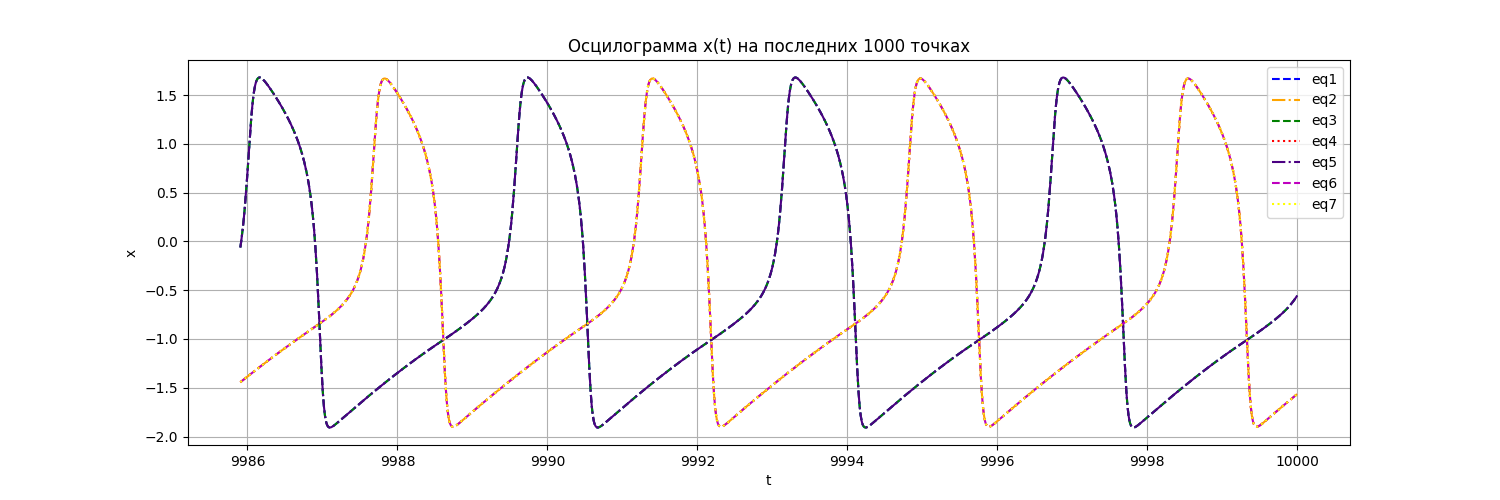 Осцилограмма x(t) на последних 1000 точках
x
1.5
1.0
0.5
0.0
−0.5
−1.0
−1.5
−2.0
eq1
eq2
eq3
eq4
eq5
eq6
eq7
9986
9988
9990
9992
9994
9996
9998
10000
t